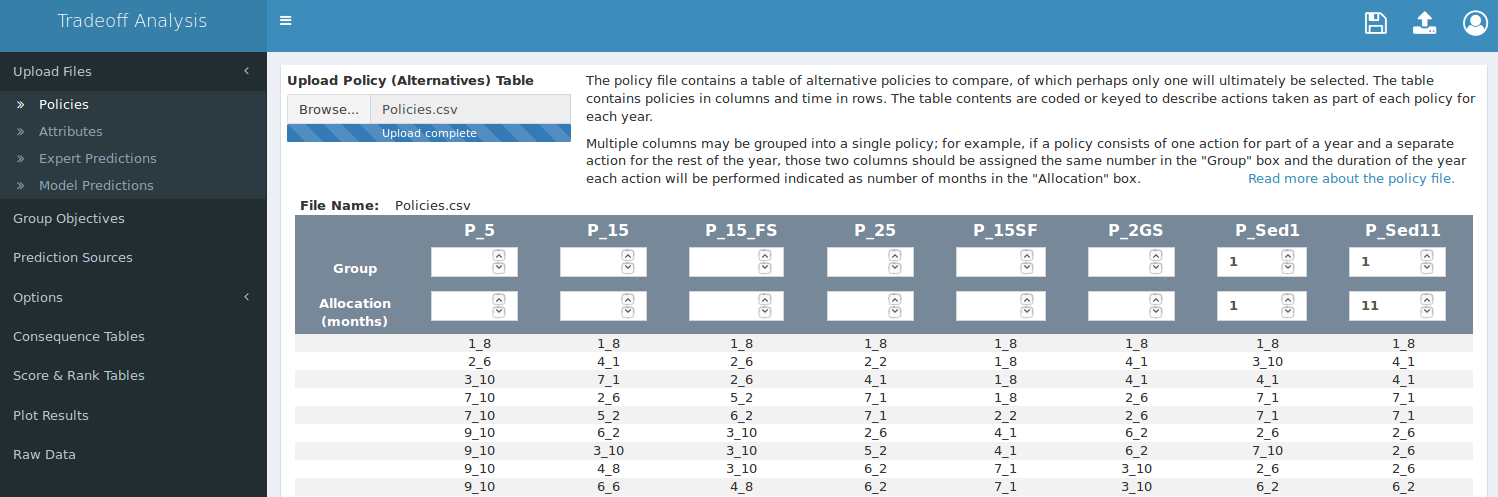 Tradeoff Analysis
Upload Files
Policies
Attributes
Expert Predictions
Model Predictions
Group Objectives
Prediction Sources
Options
Consequence Tables
Score & Rank Tables
Plot Results
Raw Data
Upload Policy (Alternatives) Table
Browse... Policies.csv
Upload complete
The policy file contains a table of alternative policies to compare, of which perhaps only one will ultimately be selected. The table
contains policies in columns and time in rows. The table contents are coded or keyed to describe actions taken as part of each policy for
each year.
Multiple columns may be grouped into a single policy; for example, if a policy consists of one action for part of a year and a separate
action for the rest of the year, those two columns should be assigned the same number in the "Group" box and the duration of the year
each action will be performed indicated as number of months in the "Allocation" box. Read more about the policy file.
File Name: Policies.csv
P_5 P_15 P_15_FS P_25 P_15SF P_2GS P_Sed1 P_Sed11
Group 1 1
Allocation
(months) 1 11
1_8 1_8 1_8 1_8 1_8 1_8 1_8 1_8
2_6 4_1 2_6 2_2 1_8 4_1 3_10 4_1
3_10 7_1 2_6 4_1 1_8 4_1 4_1 4_1
7_10 2_6 5_2 7_1 1_8 2_6 7_1 7_1
7_10 5_2 6_2 7_1 2_2 2_6 7_1 7_1
9_10 6_2 3_10 2_6 4_1 6_2 2_6 2_6
9_10 3_10 3_10 5_2 4_1 6_2 7_10 2_6
9_10 4_8 3_10 6_2 7_1 3_10 2_6 2_6
9_10 6_6 4_8 6_2 7_1 3_10 6_2 6_2